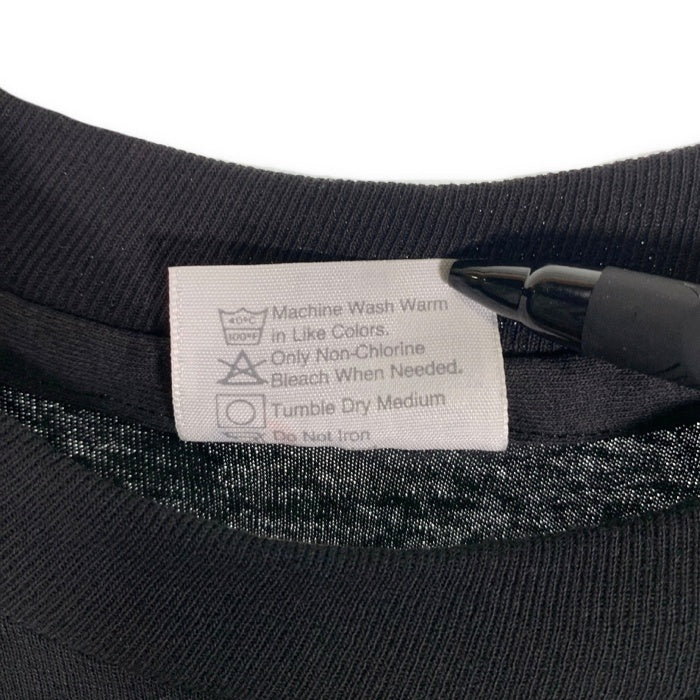 40°C
100°F
Machine Wash Warm
in Like Colors.
Only Non-Chlorine
Bleach When Needed.
Tumble Dry Medium
Do Not Iron